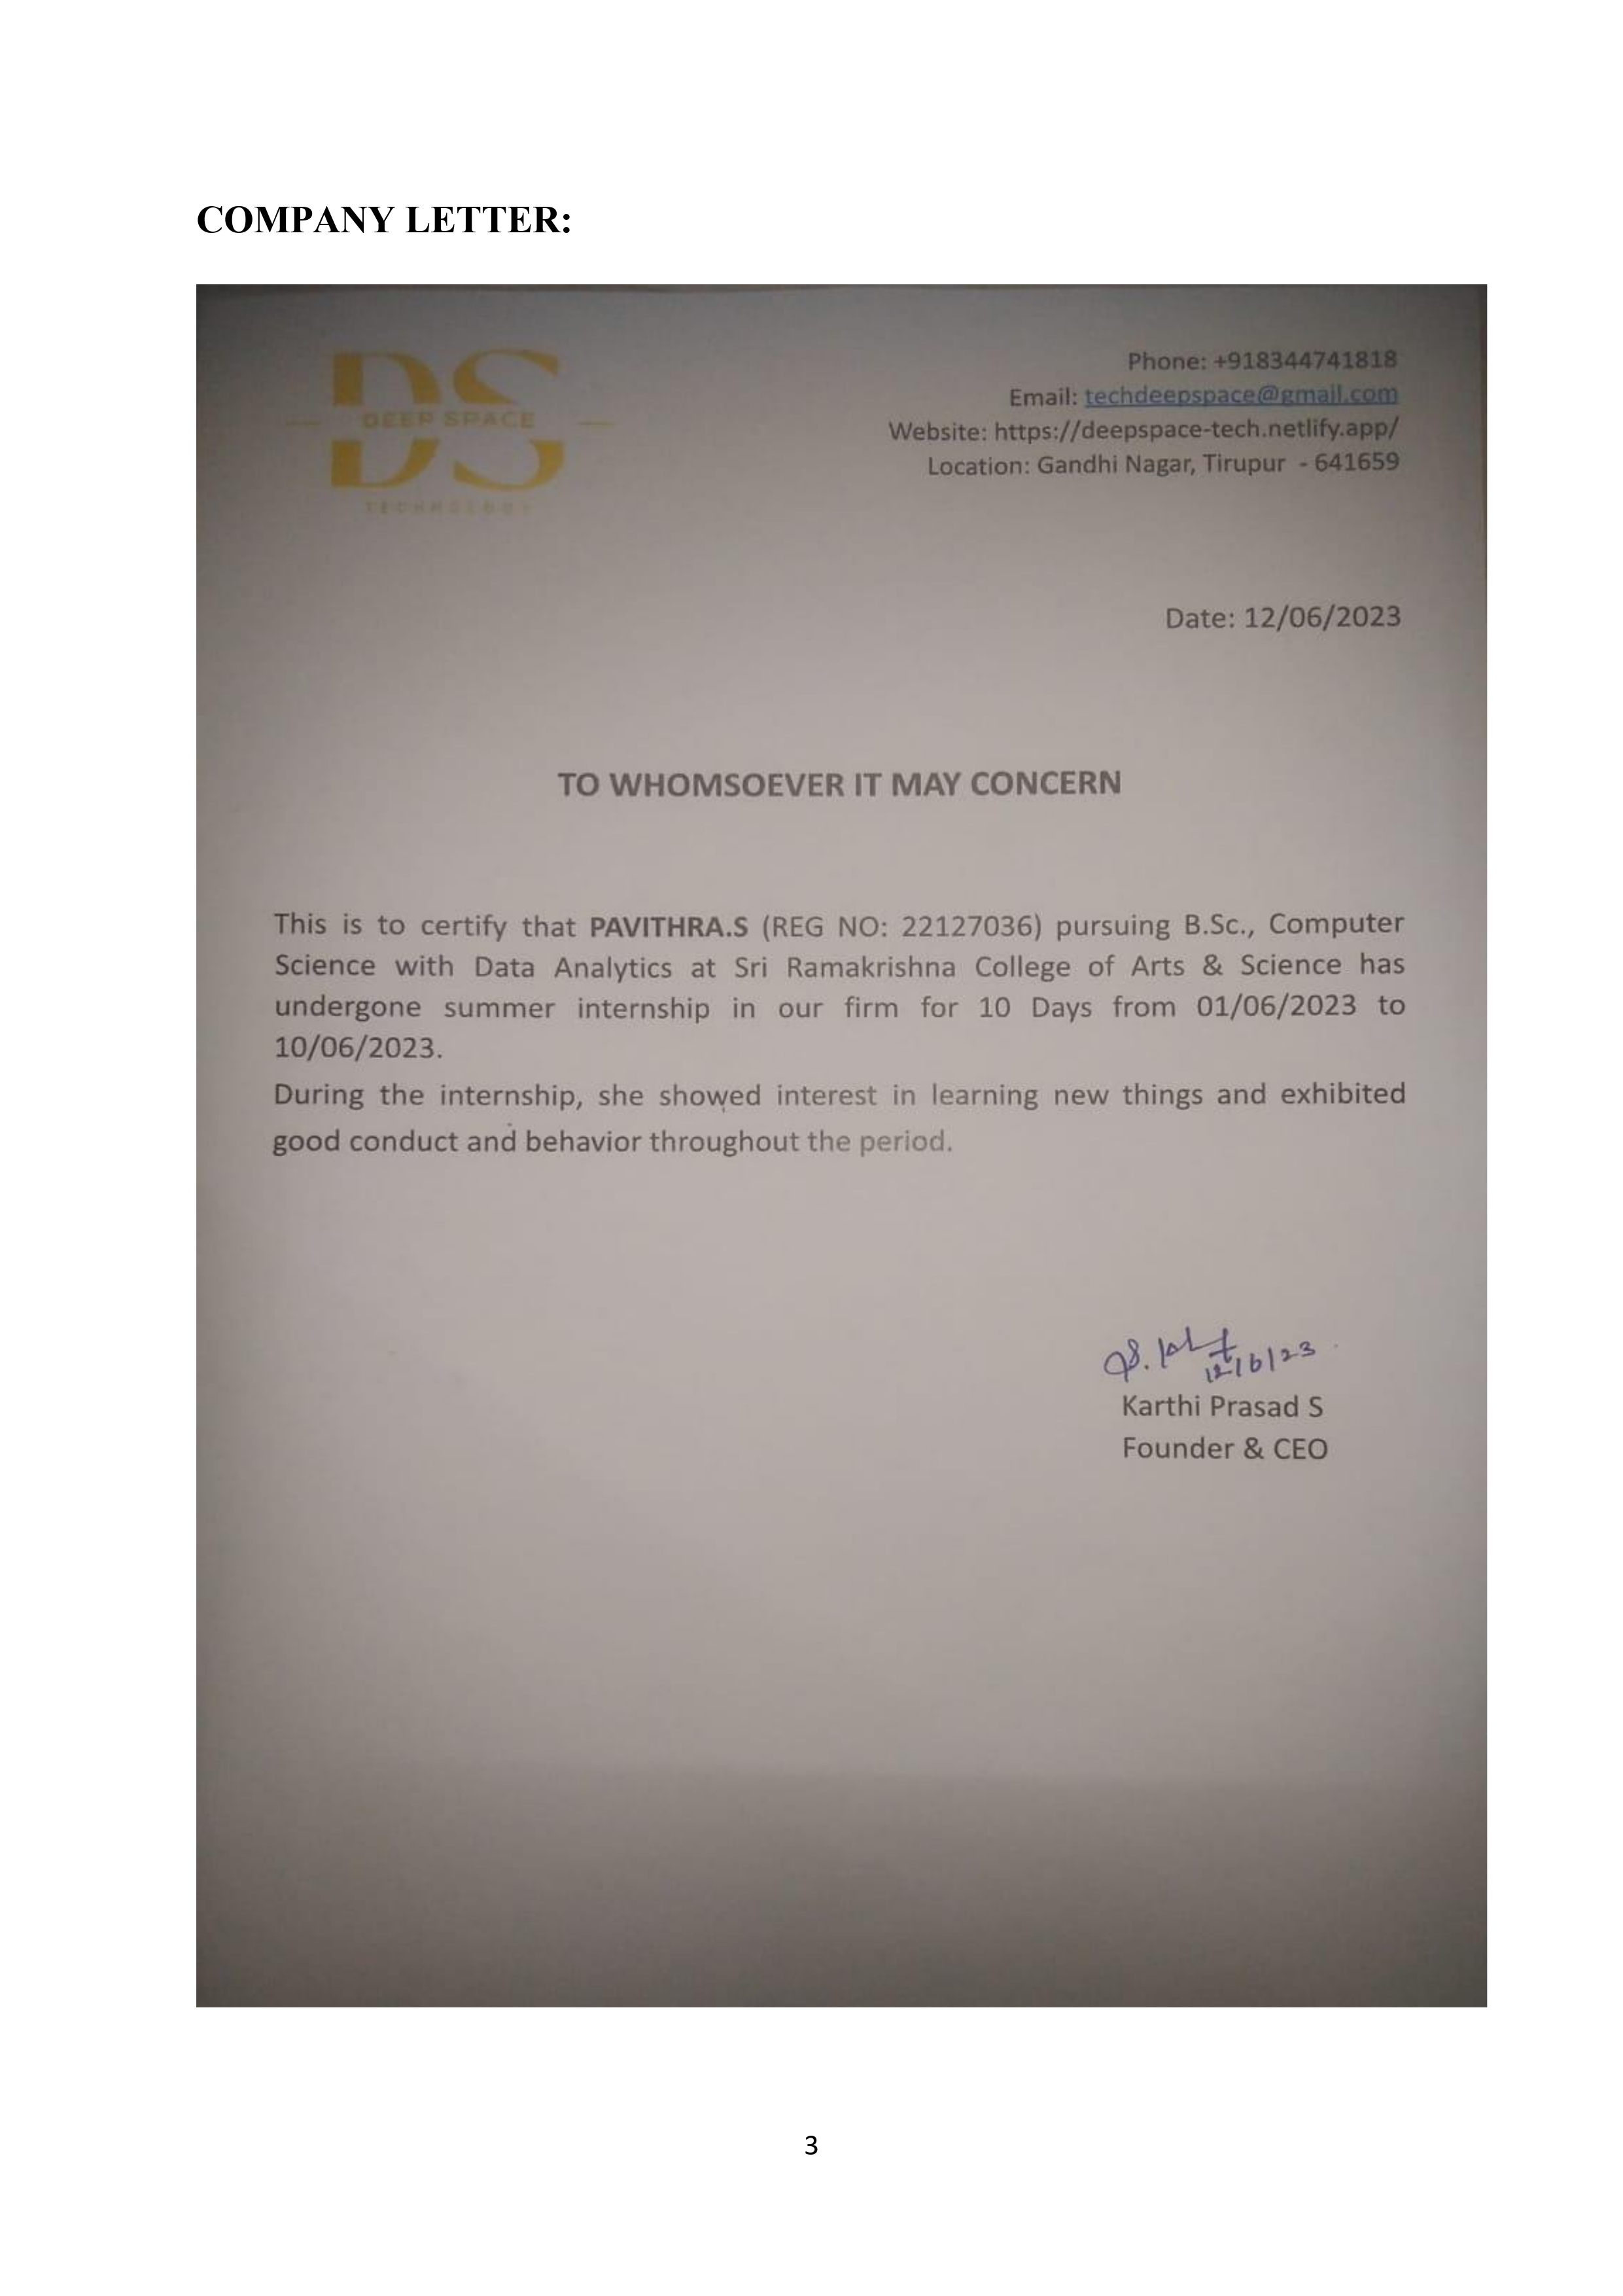 COMPANY LETTER:
DS
DEEP SPACE
TECHNOLOGY
Phone: +918344741818
Email: techdeepspace@gmail.com
Website: https://deepspace-tech.netlify.app/
Location: Gandhi Nagar, Tirupur - 641659
Date: 12/06/2023
TO WHOMSOEVER IT MAY CONCERN
This is to certify that PAVITHRA.S (REG NO: 22127036) pursuing B.Sc., Computer
Science with Data Analytics at Sri Ramakrishna College of Arts & Science has
undergone summer internship in our firm for 10 Days from 01/06/2023 to
10/06/2023.
During the internship, she showed interest in learning new things and exhibited
good conduct and behavior throughout the period.
12/6/23
Karthi Prasad S
Founder & CEO
3